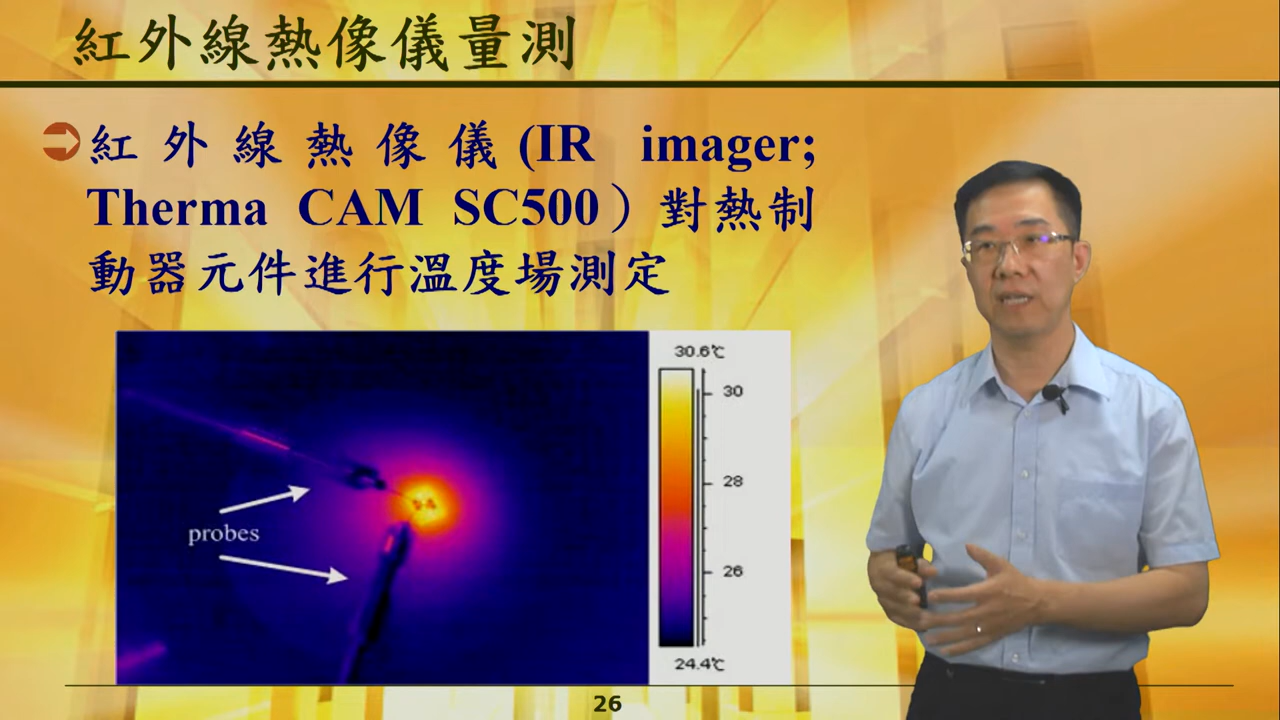 紅外線熱像儀量測
紅外線熱像儀(IR imager;
Therma CAM SC500）對熱制
動器元件進行溫度場測定
30.6℃
30
28
probes
26
24.4℃
26